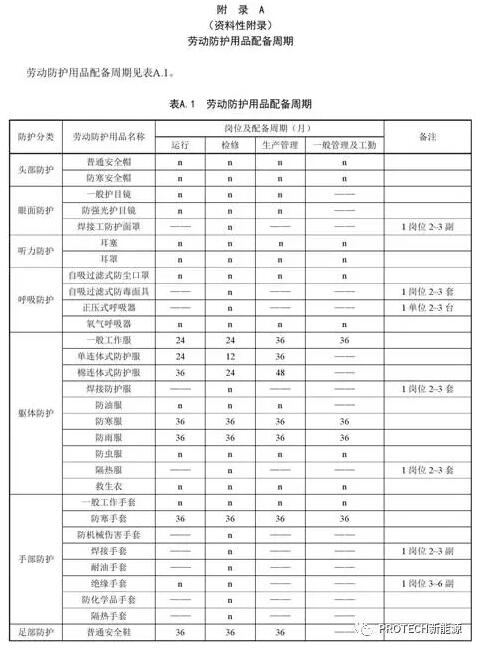 附 录 A
（资料性附录）
劳动防护用品配备周期
劳动防护用品配备周期见表A.1。
表A.1 劳动防护用品配备周期
防护分类 劳动防护用品名称 岗位及配备周期（月） 备注
运行 检修 生产管理 一般管理及工勤
头部防护 普通安全帽 n n n n
防寒安全帽 n n n n
眼面防护 一般护目镜 n n n ——
防强光护目镜 n n n ——
焊接工防护面罩 —— n —— —— 1岗位2~3副
听力防护 耳塞 n n n n
耳罩 n n n n
呼吸防护 自吸过滤式防尘口罩 n n n n
自吸过滤式防毒面具 —— n —— —— 1岗位2~3套
正压式呼吸器 —— n —— —— 1单位2~3台
氧气呼吸器 n n n n
躯体防护 一般工作服 24 24 36 36
单连体式防护服 24 12 36 ——
棉连体式防护服 36 24 48 ——
焊接防护服 —— n —— —— 1岗位2~3套
防油服 n n n ——
防寒服 36 36 36 36
防雨服 36 36 36 36
防虫服 n n n ——
隔热服 —— n —— —— 1岗位2~3套
救生衣 n n n n
手部防护 一般工作手套 n n n n
防寒手套 36 36 36 36
防机械伤害手套 —— n —— ——
焊接手套 —— n —— —— 1岗位2~3副
耐油手套 —— n —— ——
绝缘手套 n n —— —— 1岗位3~6副
防化学品手套 —— n —— ——
隔热手套 —— n —— ——
足部防护 普通安全鞋 36 36 36 ——
PROTECH新能源